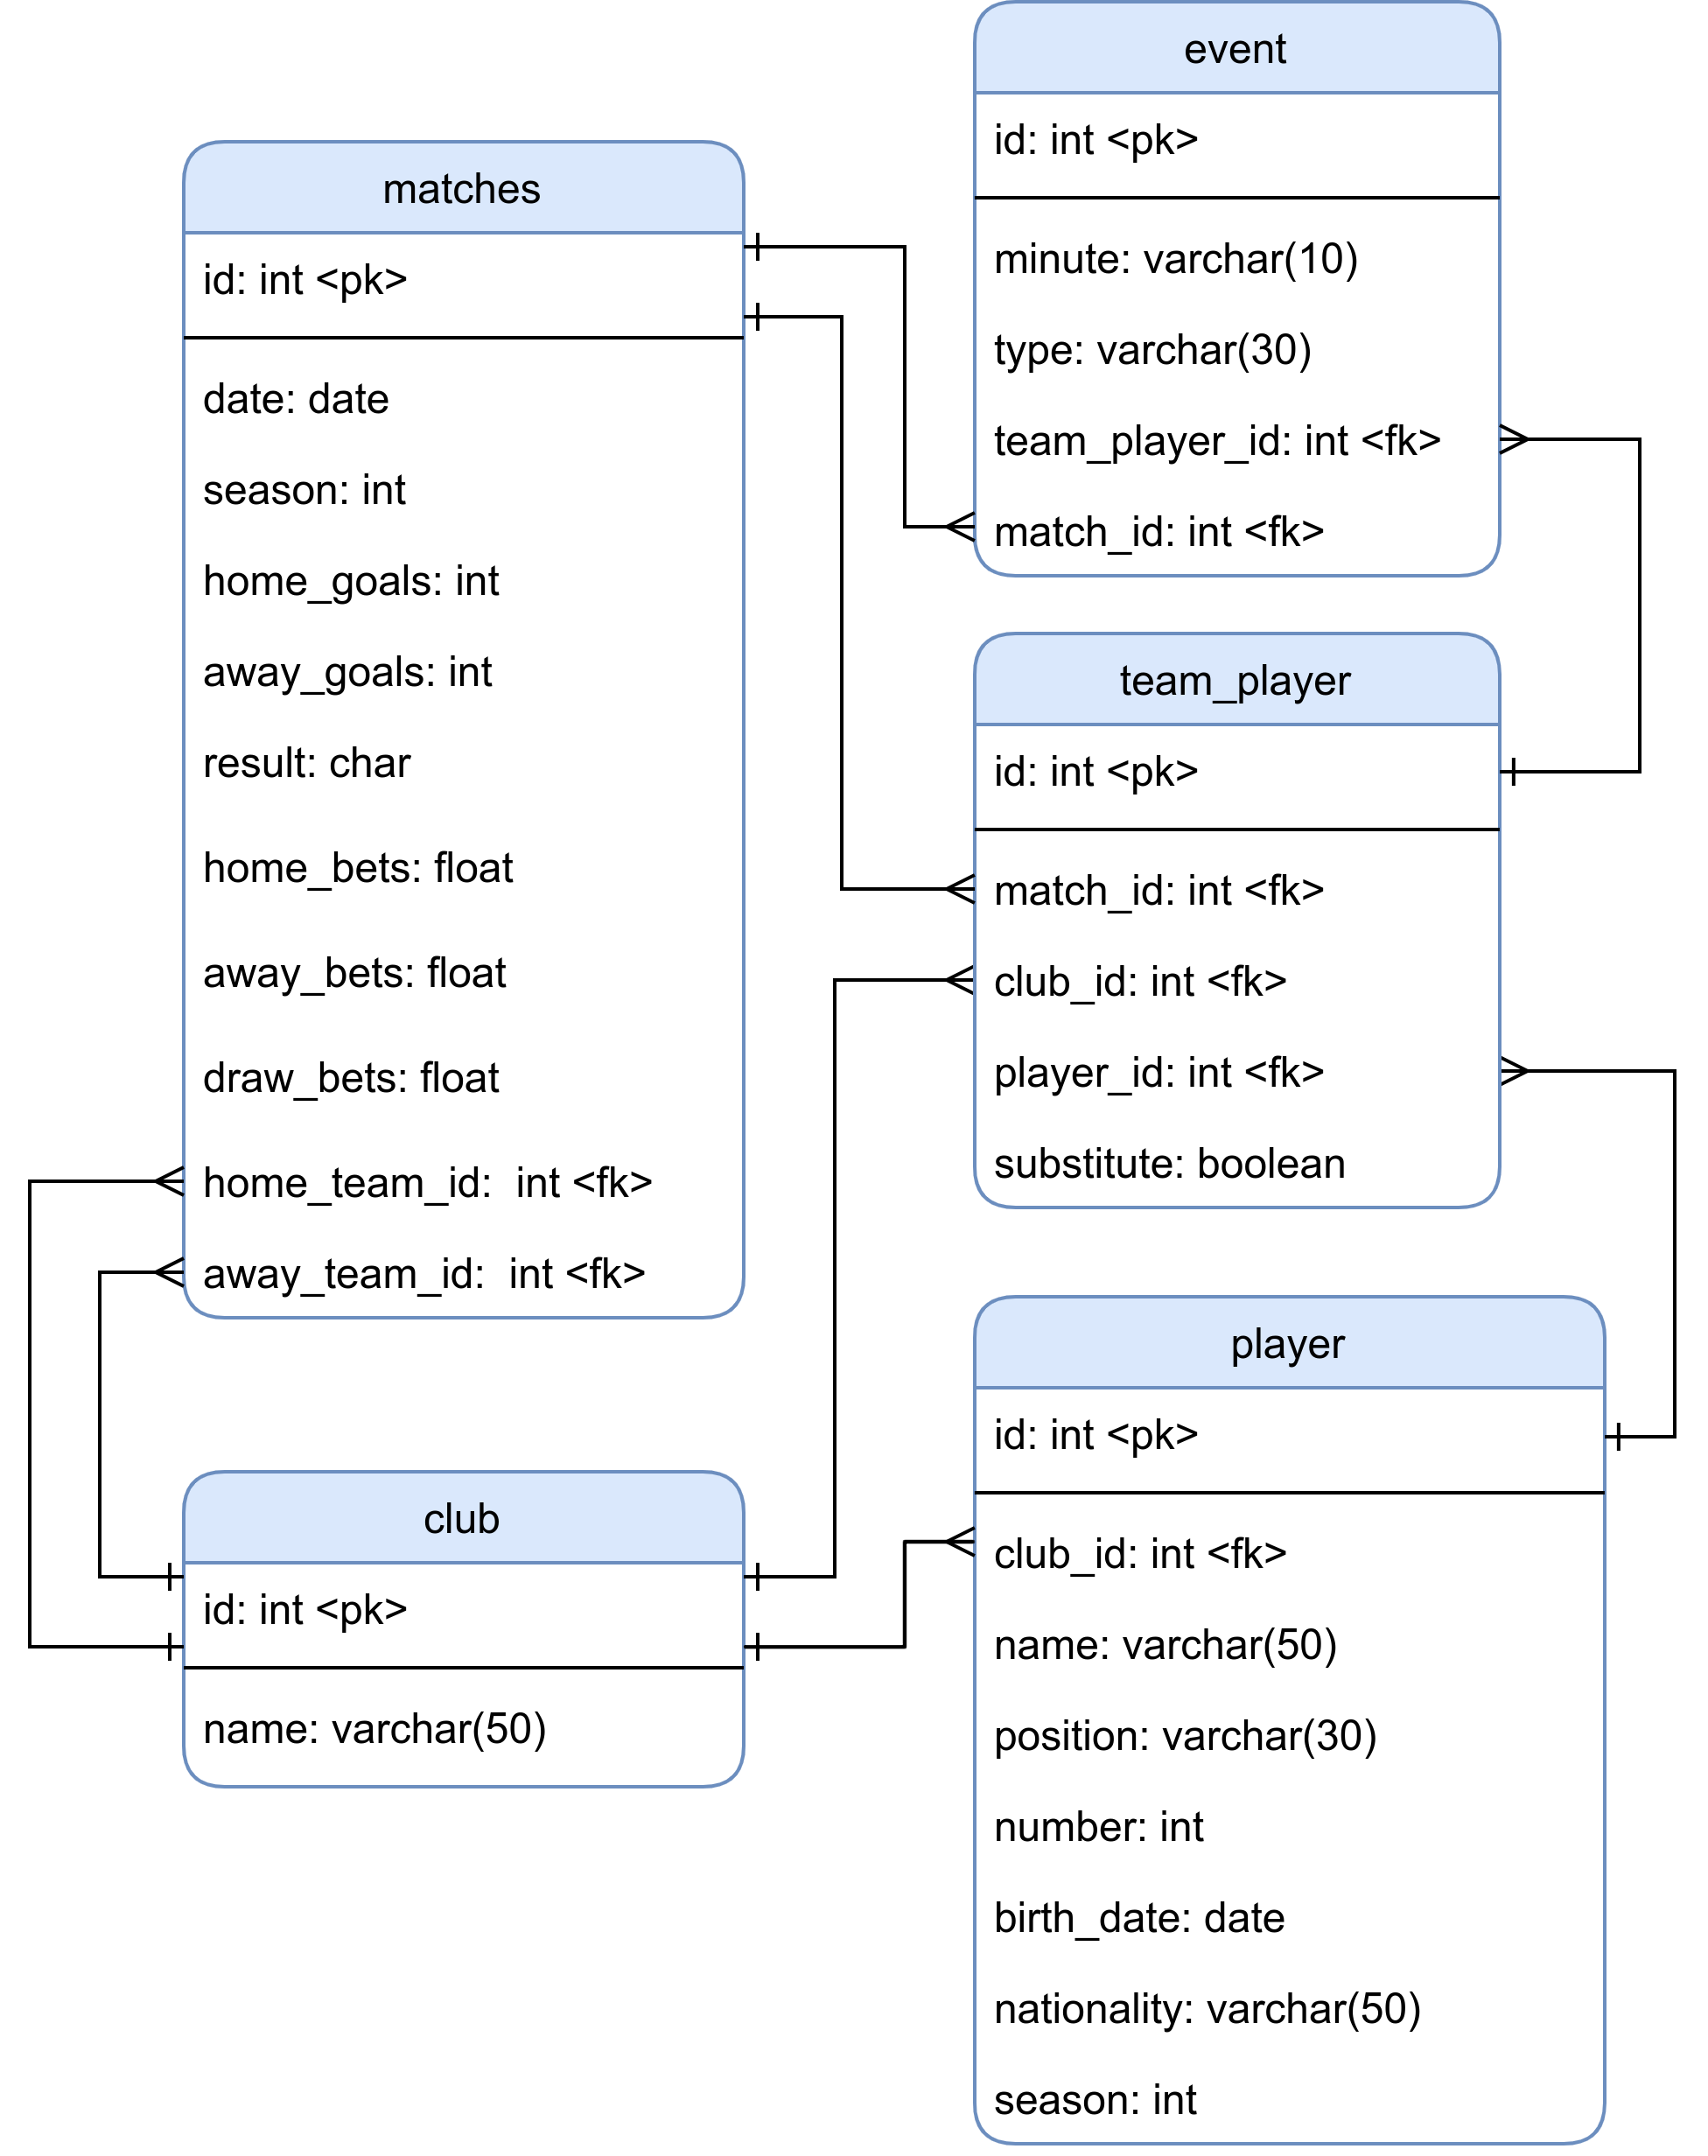 matches
id: int <pk>
date: date
season: int
home_goals: int
away_goals: int
result: char
home_bets: float
away_bets: float
draw_bets: float
home_team_id:  int <fk>
away_team_id:  int <fk>
club
id: int <pk>
name: varchar(50)
event
id: int <pk>
minute: varchar(10)
type: varchar(30)
team_player_id: int <fk>
match_id: int <fk>
team_player
id: int <pk>
match_id: int <fk>
club_id: int <fk>
player_id: int <fk>
substitute: boolean
player
id: int <pk>
club_id: int <fk>
name: varchar(50)
position: varchar(30)
number: int
birth_date: date
nationality: varchar(50)
season: int